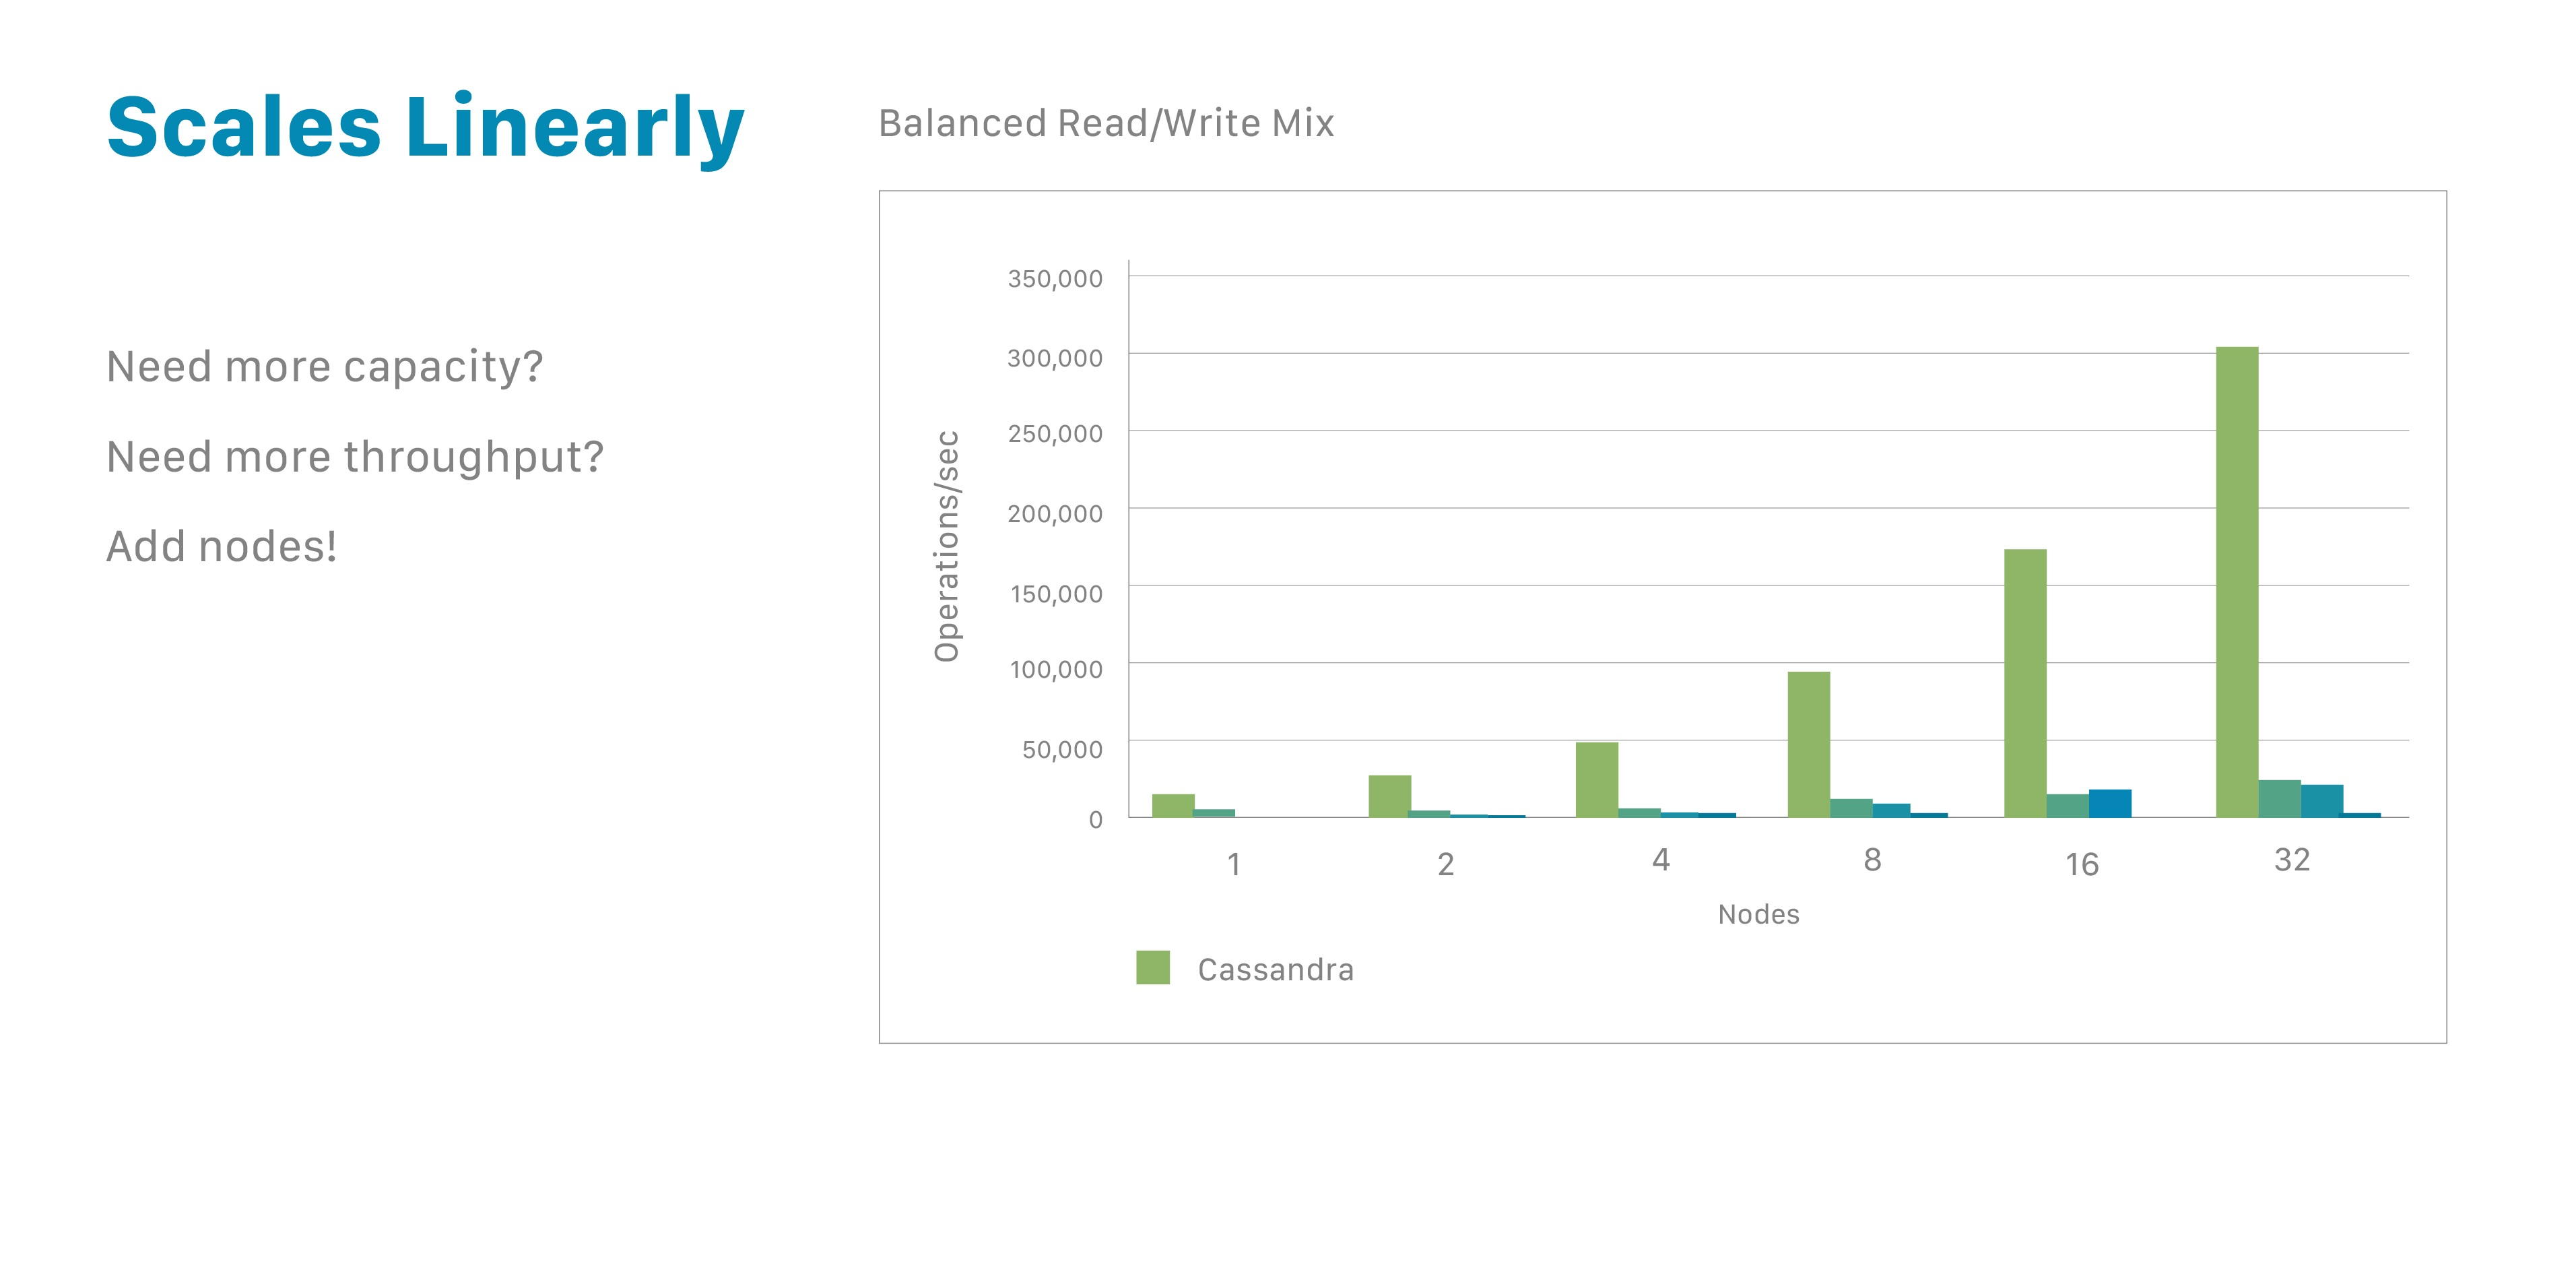 Scales Linearly
Need more capacity?
Need more throughput?
Add nodes!
Balanced Read/Write Mix
Operations/sec
350,000
300,000
250,000
200,000
150,000
100,000
50,000
0
1 2 4 8 16 32
Nodes
Cassandra